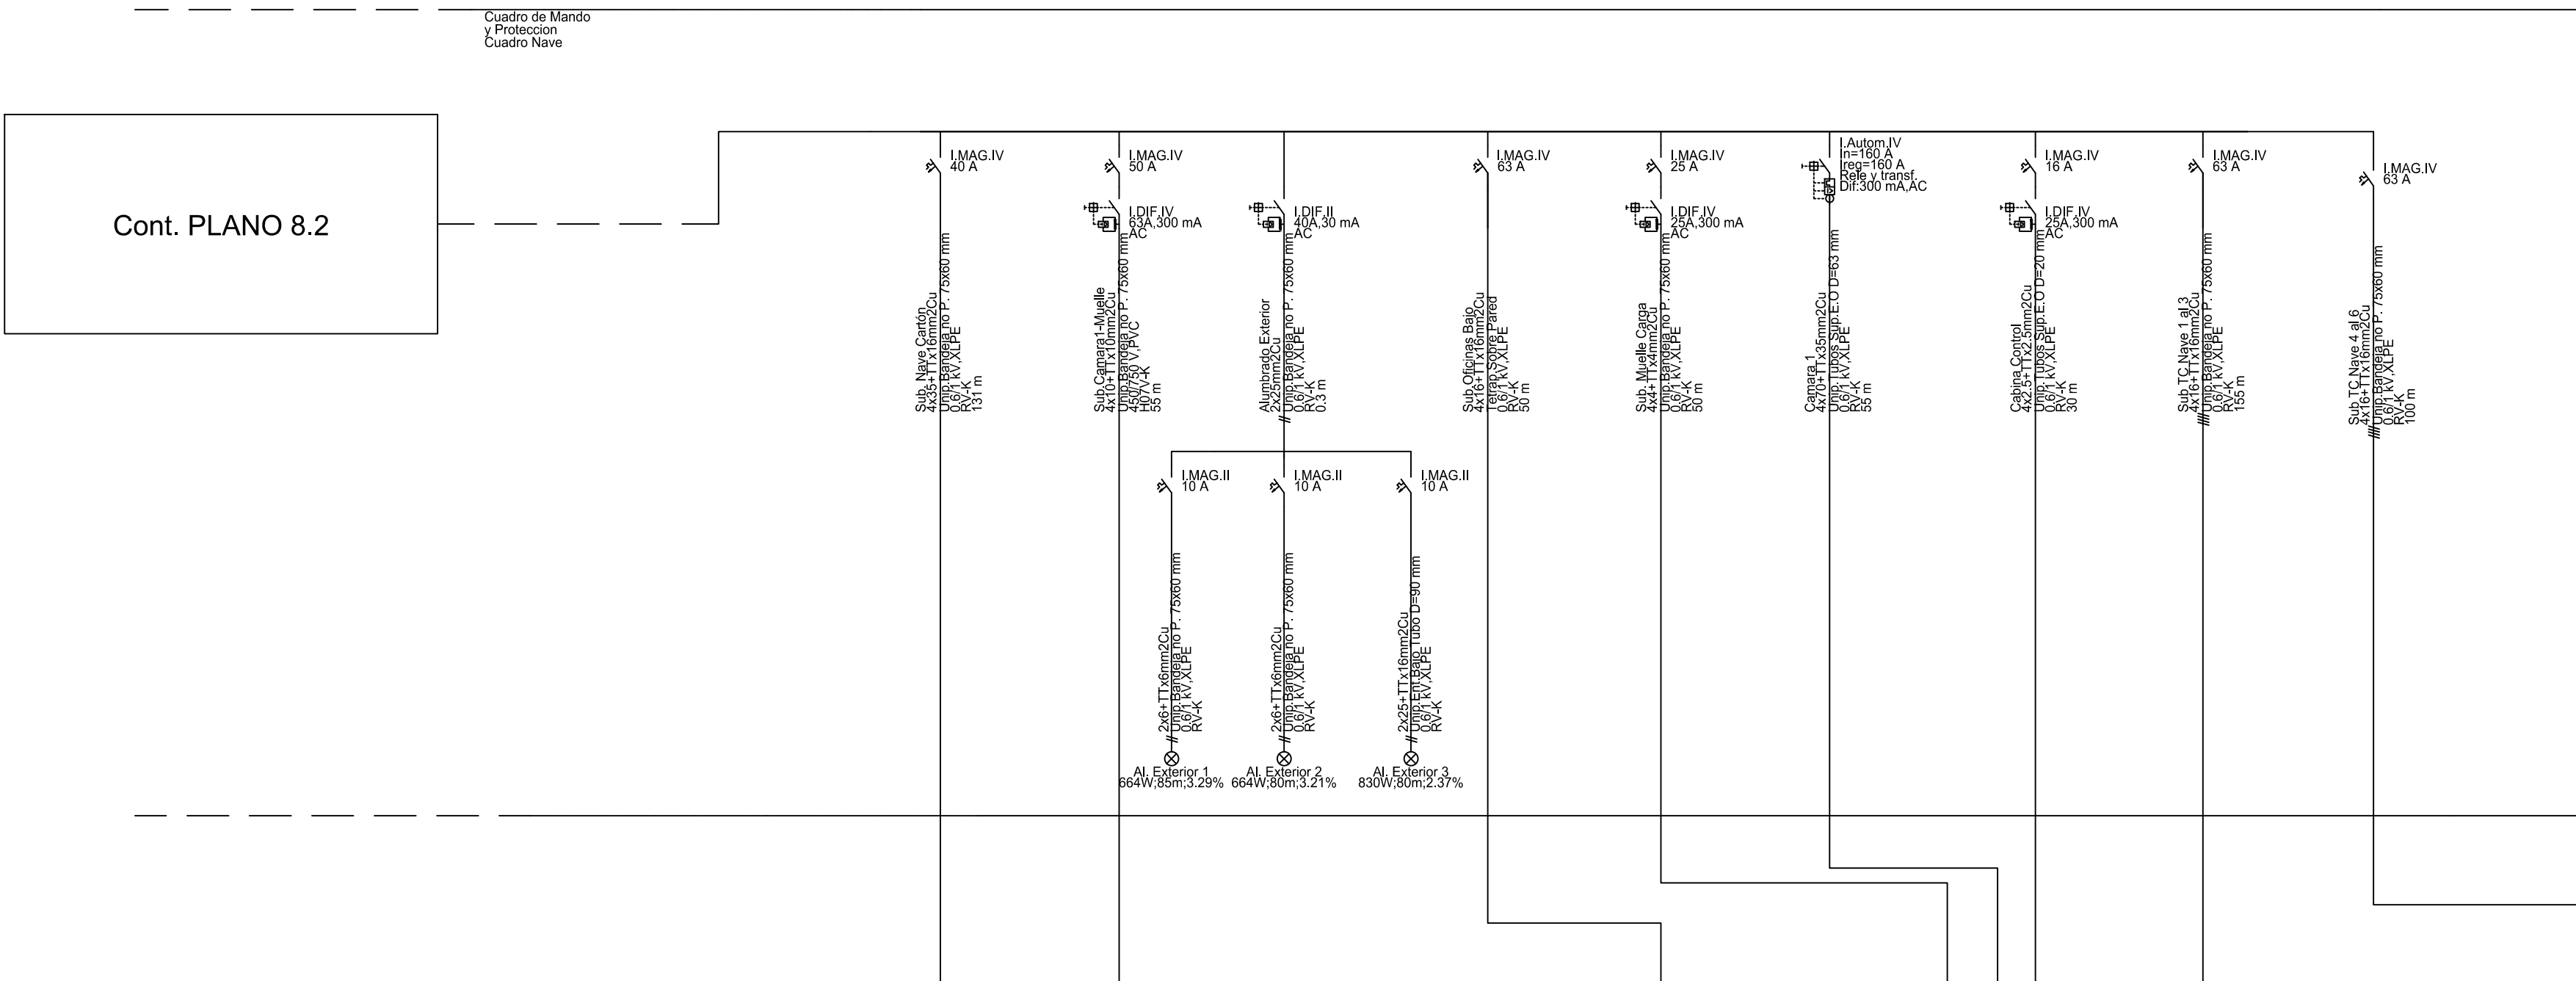 Cuadro de Mando
y Proteccion
Cuadro Nave
Cont. PLANO 8.2
I.MAG.IV
40 A
Sub. Nave Cartón
4x35+TTx16mm2Cu
Unip.Bandeja no P. 75x60 mm
0.6/1 kV,XLPE
RV-K
131 m
I.MAG.IV
50 A
I.DIF.IV
63A,300 mA
AC
Sub.Camara1-Muelle
4x10+TTx10mm2Cu
Unip.Bandeja no P. 75x60 mm
450/750 V,PVC
H07V-K
55 m
I.DIF.II
40A,30 mA
AC
Alumbrado Exterior
2x25mm2Cu
Unip.Bandeja no P. 75x60 mm
0.6/1 kV,XLPE
RV-K
0.3 m
I.MAG.IV
63 A
Sub.Oficinas Bajo
4x16+TTx16mm2Cu
Tetrap.Sobre Pared
0.6/1 kV,XLPE
RV-K
50 m
I.MAG.IV
25 A
I.DIF.IV
25A,300 mA
AC
Sub. Muelle Carga
4x4+TTx4mm2Cu
Unip.Bandeja no P. 75x60 mm
0.6/1 kV,XLPE
RV-K
50 m
I.Autom.IV
In=160 A
Ireg=160 A
Rele y transf.
Dif:300 mA,AC
Camara 1
4x70+TTx35mm2Cu
Unip.Tubos Sup.E.O D=63 mm
0.6/1 kV,XLPE
RV-K
55 m
I.MAG.IV
16 A
I.DIF.IV
25A,300 mA
AC
Cabina Control
4x2.5+TTx2.5mm2Cu
Unip.Tubos Sup.E.O D=20 mm
0.6/1 kV,XLPE
RV-K
30 m
I.MAG.IV
63 A
Sub TC Nave 1 al 3
4x16+TTx16mm2Cu
Unip.Bandeja no P. 75x60 mm
0.6/1 kV,XLPE
RV-K
155 m
I.MAG.IV
63 A
Sub TC Nave 4 al 6
4x16+TTx16mm2Cu
Unip.Bandeja no P. 75x60 mm
0.6/1 kV,XLPE
RV-K
100 m
I.MAG.II
10 A
2x6+TTx6mm2Cu
Unip.Bandeja no P. 75x60 mm
0.6/1 kV,XLPE
RV-K
Al. Exterior 1
664W;85m;3.29%
I.MAG.II
10 A
2x6+TTx6mm2Cu
Unip.Bandeja no P. 75x60 mm
0.6/1 kV,XLPE
RV-K
Al. Exterior 2
664W;80m;3.21%
I.MAG.II
10 A
2x25+TTx16mm2Cu
Unip.Ent.Bajo Tubo D=90 mm
0.6/1 kV,XLPE
RV-K
Al. Exterior 3
830W;80m;2.37%